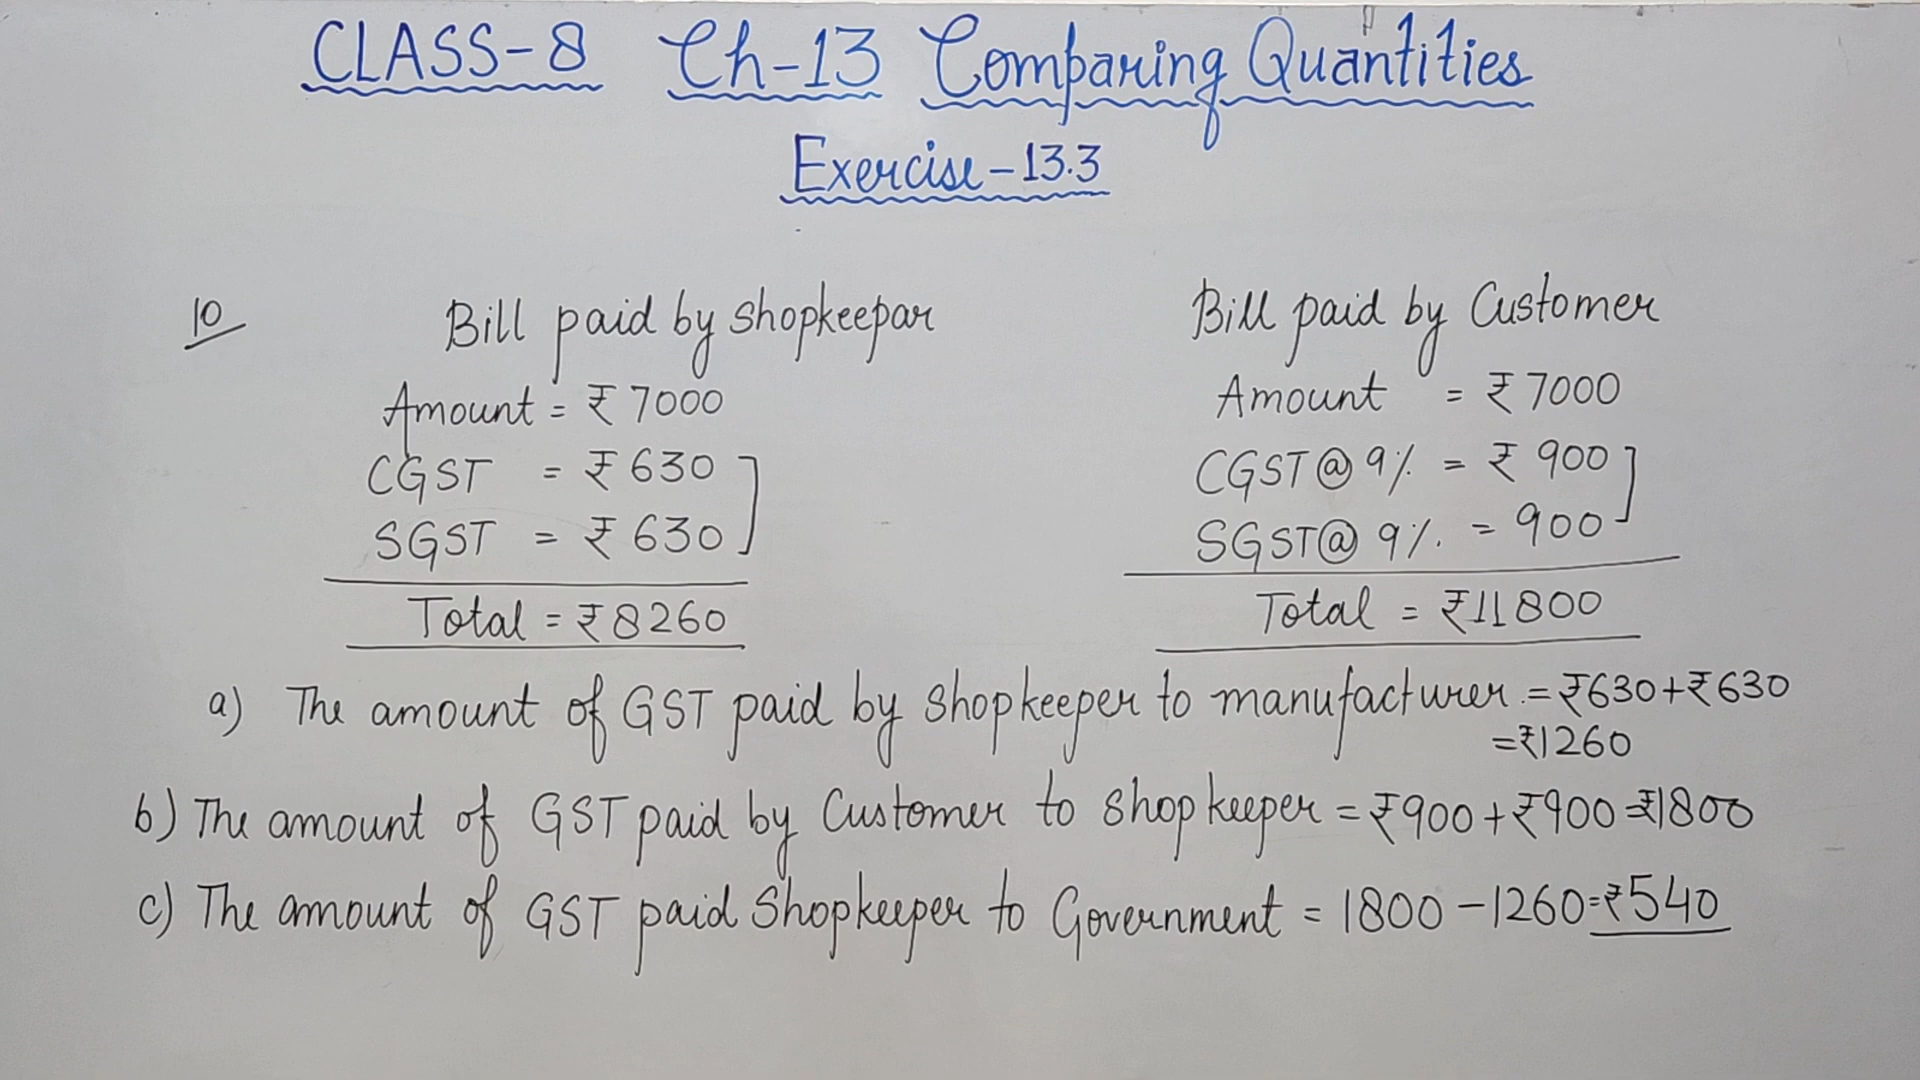 CLASS-8 Ch-13 Comparing Quantities
Exercise-13.3
10 Bill paid by shopkeepar
Amount = ₹7000
CGST = ₹630
SGST = ₹630
Total = ₹8260
Bill paid by Customer
Amount = ₹7000
CGST@9% = ₹900
SGST@9% = 900
Total = ₹11800
a) The amount of GST paid by shopkeeper to manufacturer = ₹630+₹630
=₹1260
b) The amount of GST paid by Customer to shopkeeper = ₹900+₹900=₹1800
c) The amount of GST paid Shopkeeper to Government = 1800-1260=₹540